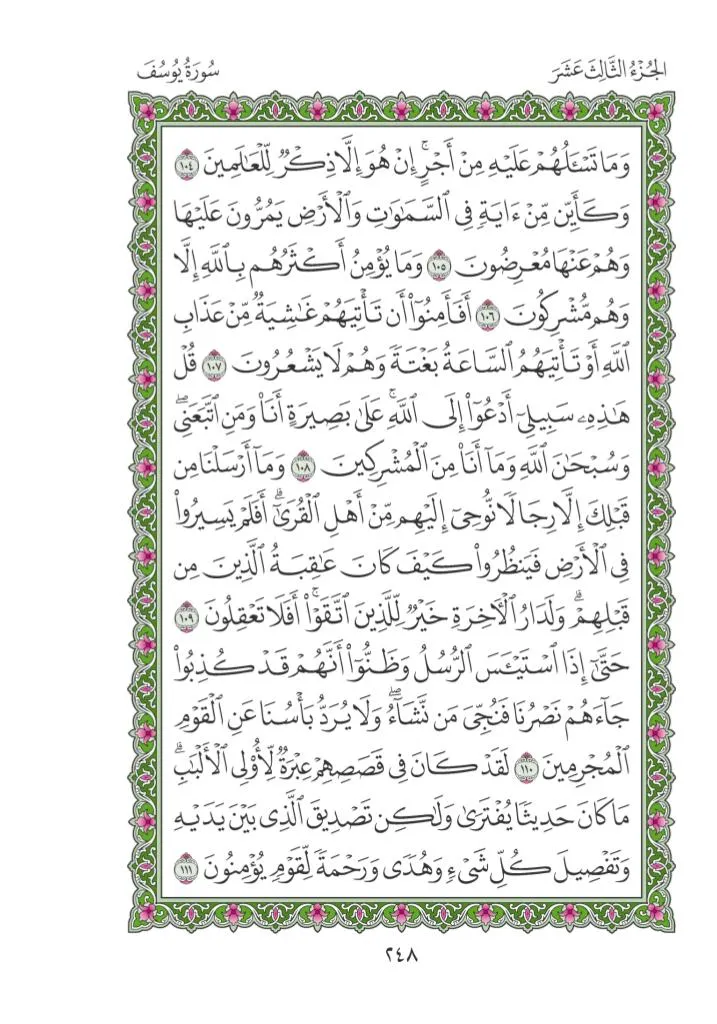 الجُزْءُ الثَّالِثَ عَشَرَ
سُورَةُ يُوسُفَ
وَمَا تَسْـَٔلُهُمْ عَلَيْهِ مِنْ أَجْرٍۚ إِنْ هُوَ إِلَّا ذِكْرٌ لِّلْعَٰلَمِينَ ١٠٤
وَكَأَيِّن مِّنْ ءَايَةٍ فِي ٱلسَّمَٰوَٰتِ وَٱلْأَرْضِ يَمُرُّونَ عَلَيْهَا
وَهُمْ عَنْهَا مُعْرِضُونَ ١٠٥ وَمَا يُؤْمِنُ أَكْثَرُهُم بِٱللَّهِ إِلَّا
وَهُم مُّشْرِكُونَ ١٠٦ أَفَأَمِنُوٓا۟ أَن تَأْتِيَهُمْ غَٰشِيَةٌ مِّنْ عَذَابِ
ٱللَّهِ أَوْ تَأْتِيَهُمُ ٱلسَّاعَةُ بَغْتَةً وَهُمْ لَا يَشْعُرُونَ ١٠٧ قُلْ
هَٰذِهِۦ سَبِيلِيٓ أَدْعُوٓا۟ إِلَى ٱللَّهِۚ عَلَىٰ بَصِيرَةٍ أَنَا۠ وَمَنِ ٱتَّبَعَنِيۖ
وَسُبْحَٰنَ ٱللَّهِ وَمَآ أَنَا۠ مِنَ ٱلْمُشْرِكِينَ ١٠٨ وَمَآ أَرْسَلْنَا مِن
قَبْلِكَ إِلَّا رِجَالًا نُّوحِيٓ إِلَيْهِم مِّنْ أَهْلِ ٱلْقُرَىٰٓۗ أَفَلَمْ يَسِيرُوا۟
فِي ٱلْأَرْضِ فَيَنظُرُوا۟ كَيْفَ كَانَ عَٰقِبَةُ ٱلَّذِينَ مِن
قَبْلِهِمْۗ وَلَدَارُ ٱلْأٓخِرَةِ خَيْرٌ لِّلَّذِينَ ٱتَّقَوْا۟ۚ أَفَلَا تَعْقِلُونَ ١٠٩
حَتَّىٰٓ إِذَا ٱسْتَيْـَٔسَ ٱلرُّسُلُ وَظَنُّوٓا۟ أَنَّهُمْ قَدْ كُذِبُوا۟
جَآءَهُمْ نَصْرُنَا فَنُجِّيَ مَن نَّشَآءُۖ وَلَا يُرَدُّ بَأْسُنَا عَنِ ٱلْقَوْمِ
ٱلْمُجْرِمِينَ ١١٠ لَقَدْ كَانَ فِي قَصَصِهِمْ عِبْرَةٌ لِّأُو۟لِي ٱلْأَلْبَٰبِۗ
مَا كَانَ حَدِيثًا يُفْتَرَىٰ وَلَٰكِن تَصْدِيقَ ٱلَّذِي بَيْنَ يَدَيْهِ
وَتَفْصِيلَ كُلِّ شَيْءٍ وَهُدًى وَرَحْمَةً لِّقَوْمٍ يُؤْمِنُونَ ١١١
٢٤٨